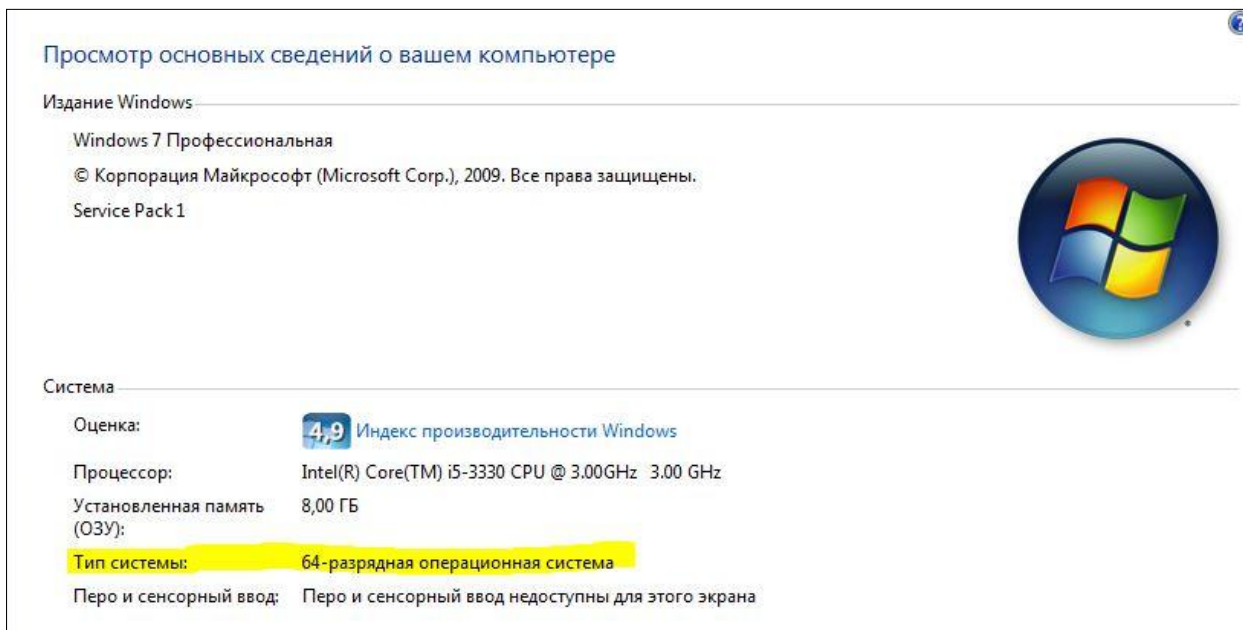 Просмотр основных сведений о вашем компьютере
Издание Windows
Windows 7 Профессиональная
© Корпорация Майкрософт (Microsoft Corp.), 2009. Все права защищены.
Service Pack 1
Система
Оценка: 4,9 Индекс производительности Windows
Процессор: Intel(R) Core(TM) i5-3330 CPU @ 3.00GHz 3.00 GHz
Установленная память 8,00 ГБ
(ОЗУ):
Тип системы: 64-разрядная операционная система
Перо и сенсорный ввод: Перо и сенсорный ввод недоступны для этого экрана